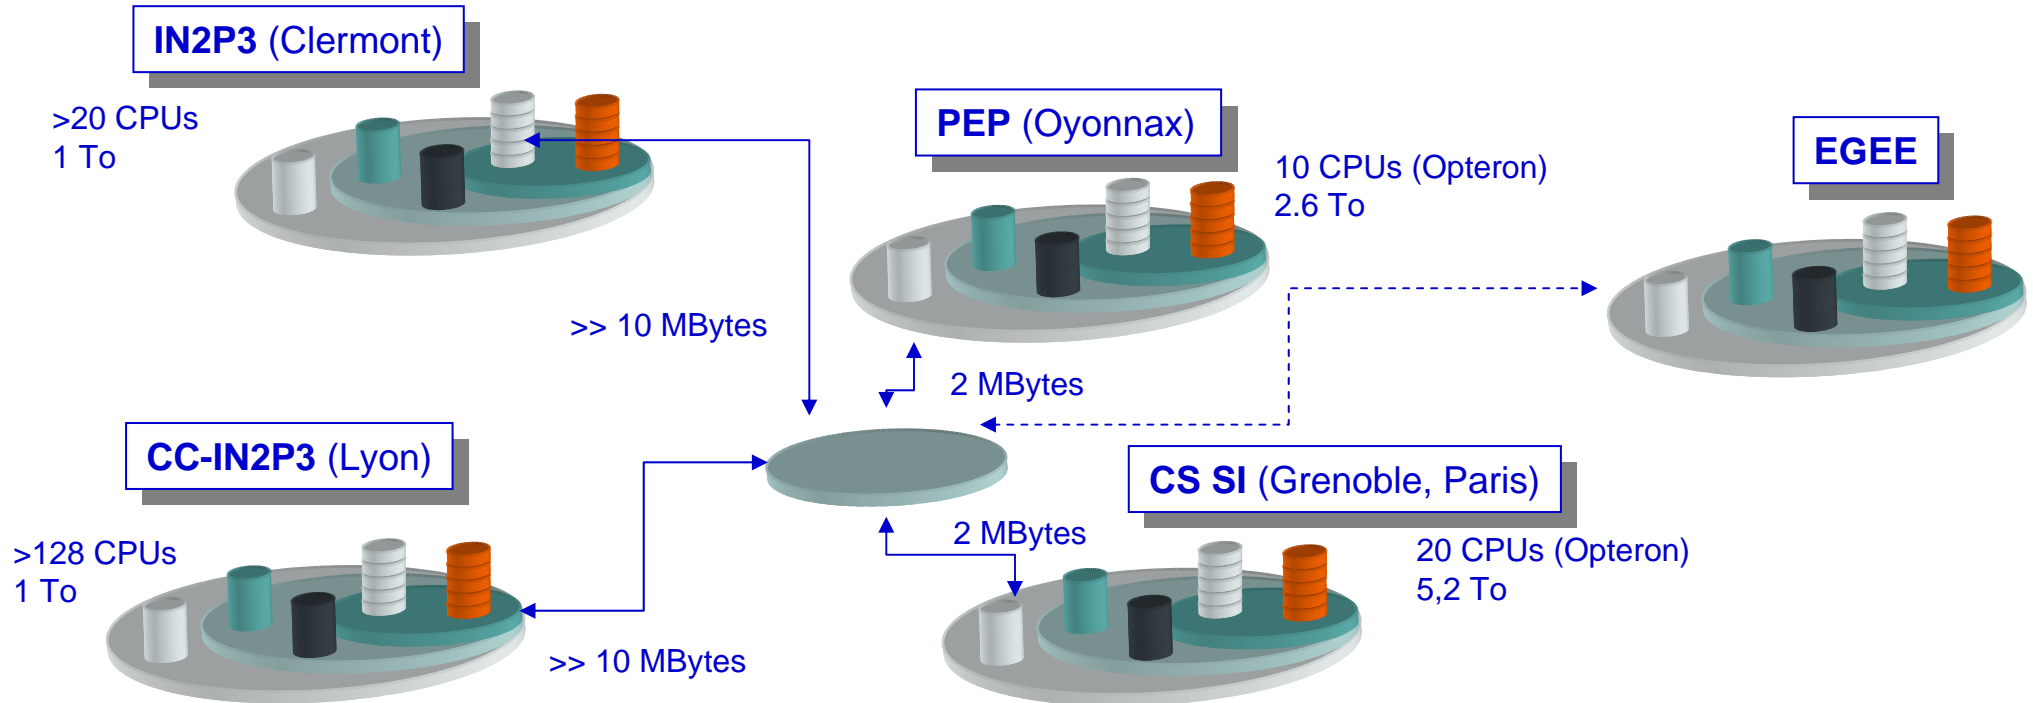 IN2P3 (Clermont)
>20 CPUs
1 To
PEP (Oyonnax)
10 CPUs (Opteron)
2.6 To
EGEE
>> 10 MBytes
2 MBytes
CC-IN2P3 (Lyon)
>128 CPUs
1 To
>> 10 MBytes
CS SI (Grenoble, Paris)
2 MBytes
20 CPUs (Opteron)
5,2 To